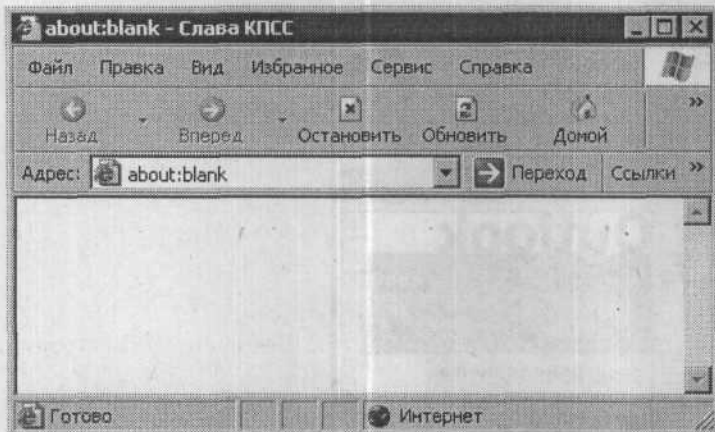 about:blank - Слава КПСС
Файл Правка Вид Избранное Сервис Справка
Назад Вперед Остановить Обновить Домой »
Адрес: about:blank Переход Ссылки »
Готово Интернет